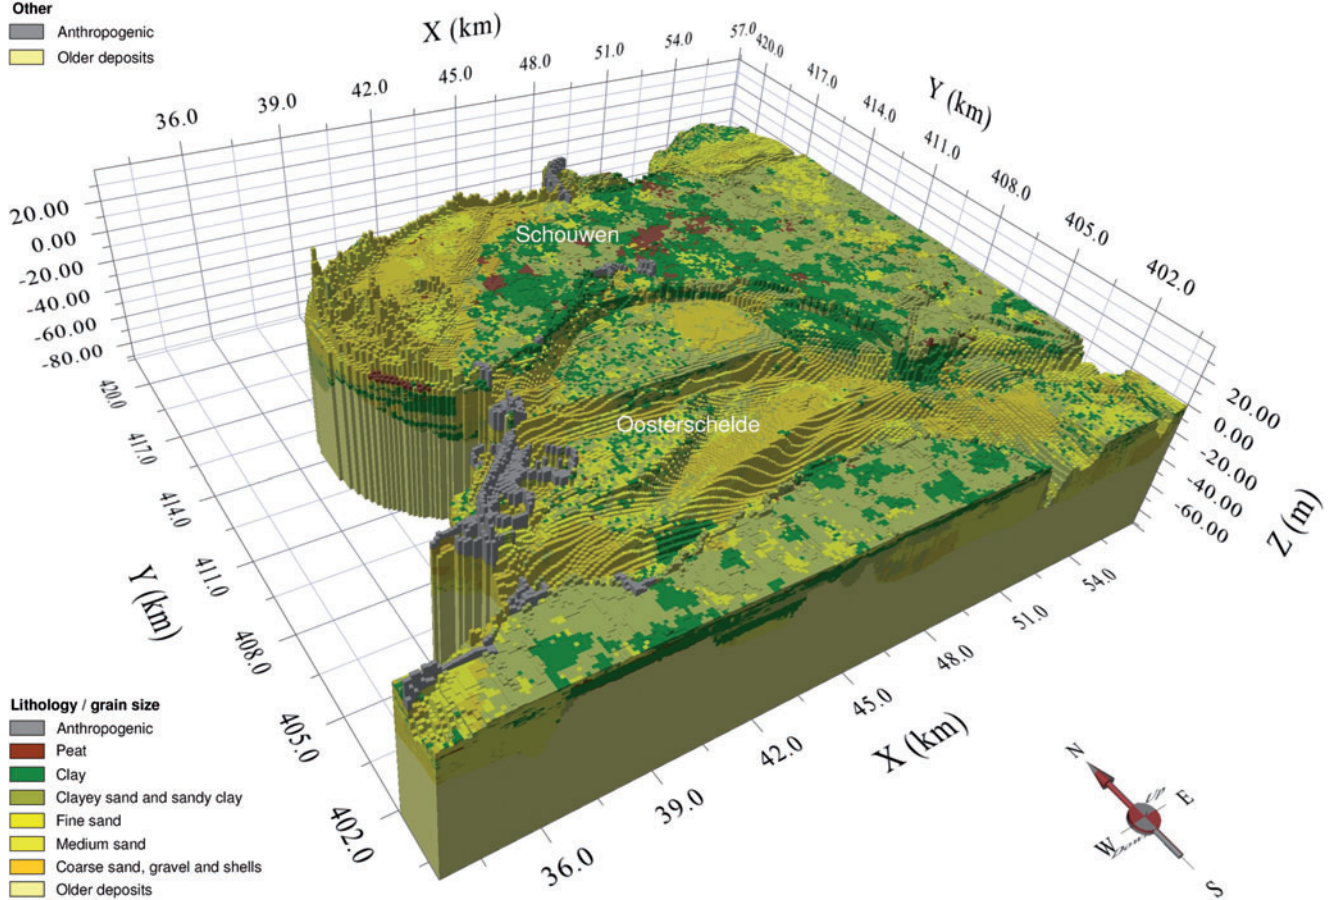 Other
Anthropogenic
Older deposits
X (km)
36.0
39.0
42.0
45.0
48.0
51.0
54.0
57.0
420.0
417.0
414.0
411.0
408.0
405.0
402.0
Y (km)
20.00
0.00
-20.00
-40.00
-60.00
-80.00
Schouwen
Oosterschelde
420.0
417.0
414.0
411.0
408.0
405.0
402.0
Y (km)
20.00
0.00
-20.00
-40.00
-60.00
Z (m)
54.0
51.0
48.0
45.0
42.0
39.0
36.0
X (km)
Lithology / grain size
Anthropogenic
Peat
Clay
Clayey sand and sandy clay
Fine sand
Medium sand
Coarse sand, gravel and shells
Older deposits
N
Up
E
W
Down
S